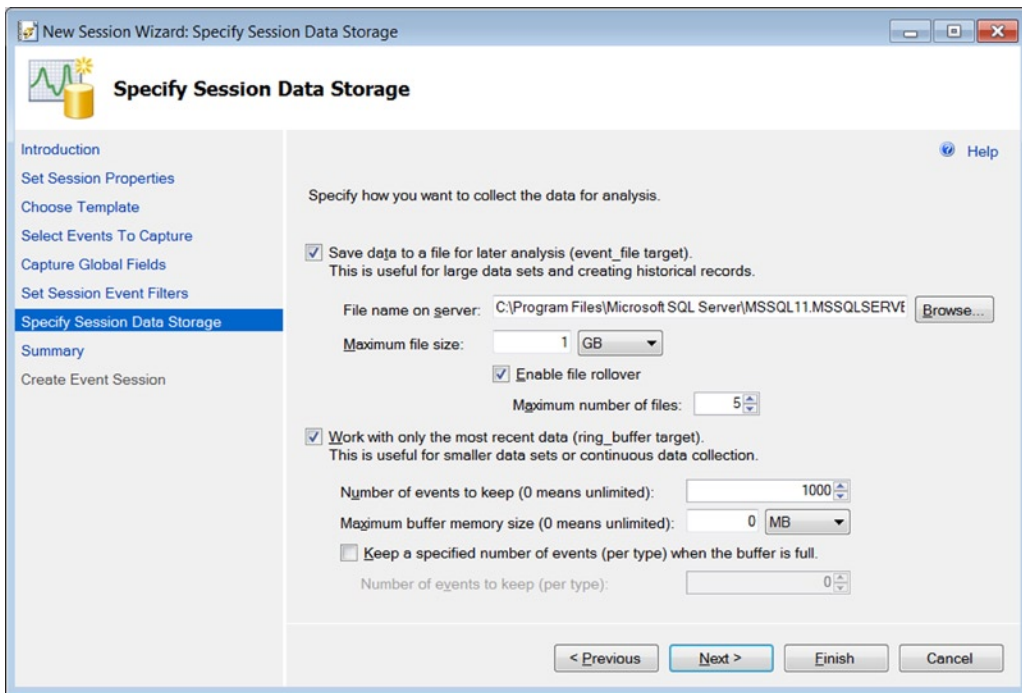 New Session Wizard: Specify Session Data Storage
Specify Session Data Storage
Introduction
Set Session Properties
Choose Template
Select Events To Capture
Capture Global Fields
Set Session Event Filters
Specify Session Data Storage
Summary
Create Event Session
Help
Specify how you want to collect the data for analysis.
Save data to a file for later analysis (event_file target).
This is useful for large data sets and creating historical records.
File name on server: C:\Program Files\Microsoft SQL Server\MSSQL11.MSSQLSERVE Browse...
Maximum file size: 1 GB
Enable file rollover
Maximum number of files: 5
Work with only the most recent data (ring_buffer target).
This is useful for smaller data sets or continuous data collection.
Number of events to keep (0 means unlimited): 1000
Maximum buffer memory size (0 means unlimited): 0 MB
Keep a specified number of events (per type) when the buffer is full.
Number of events to keep (per type): 0
< Previous Next > Finish Cancel